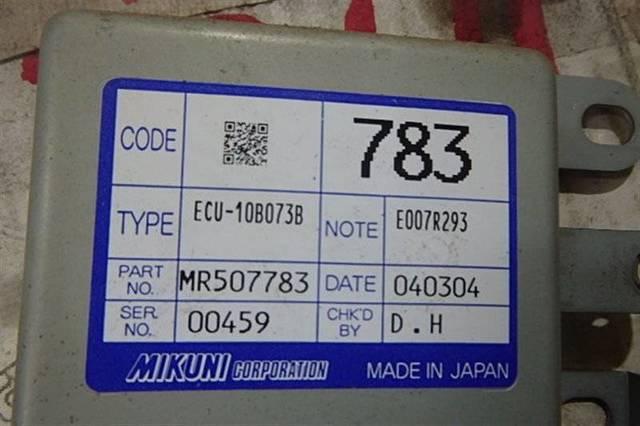 CODE 783
TYPE ECU-10B073B NOTE E007R293
PART NO. MR507783 DATE 040304
SER. NO. 00459 CHK'D BY D.H
MIKUNI CORPORATION MADE IN JAPAN